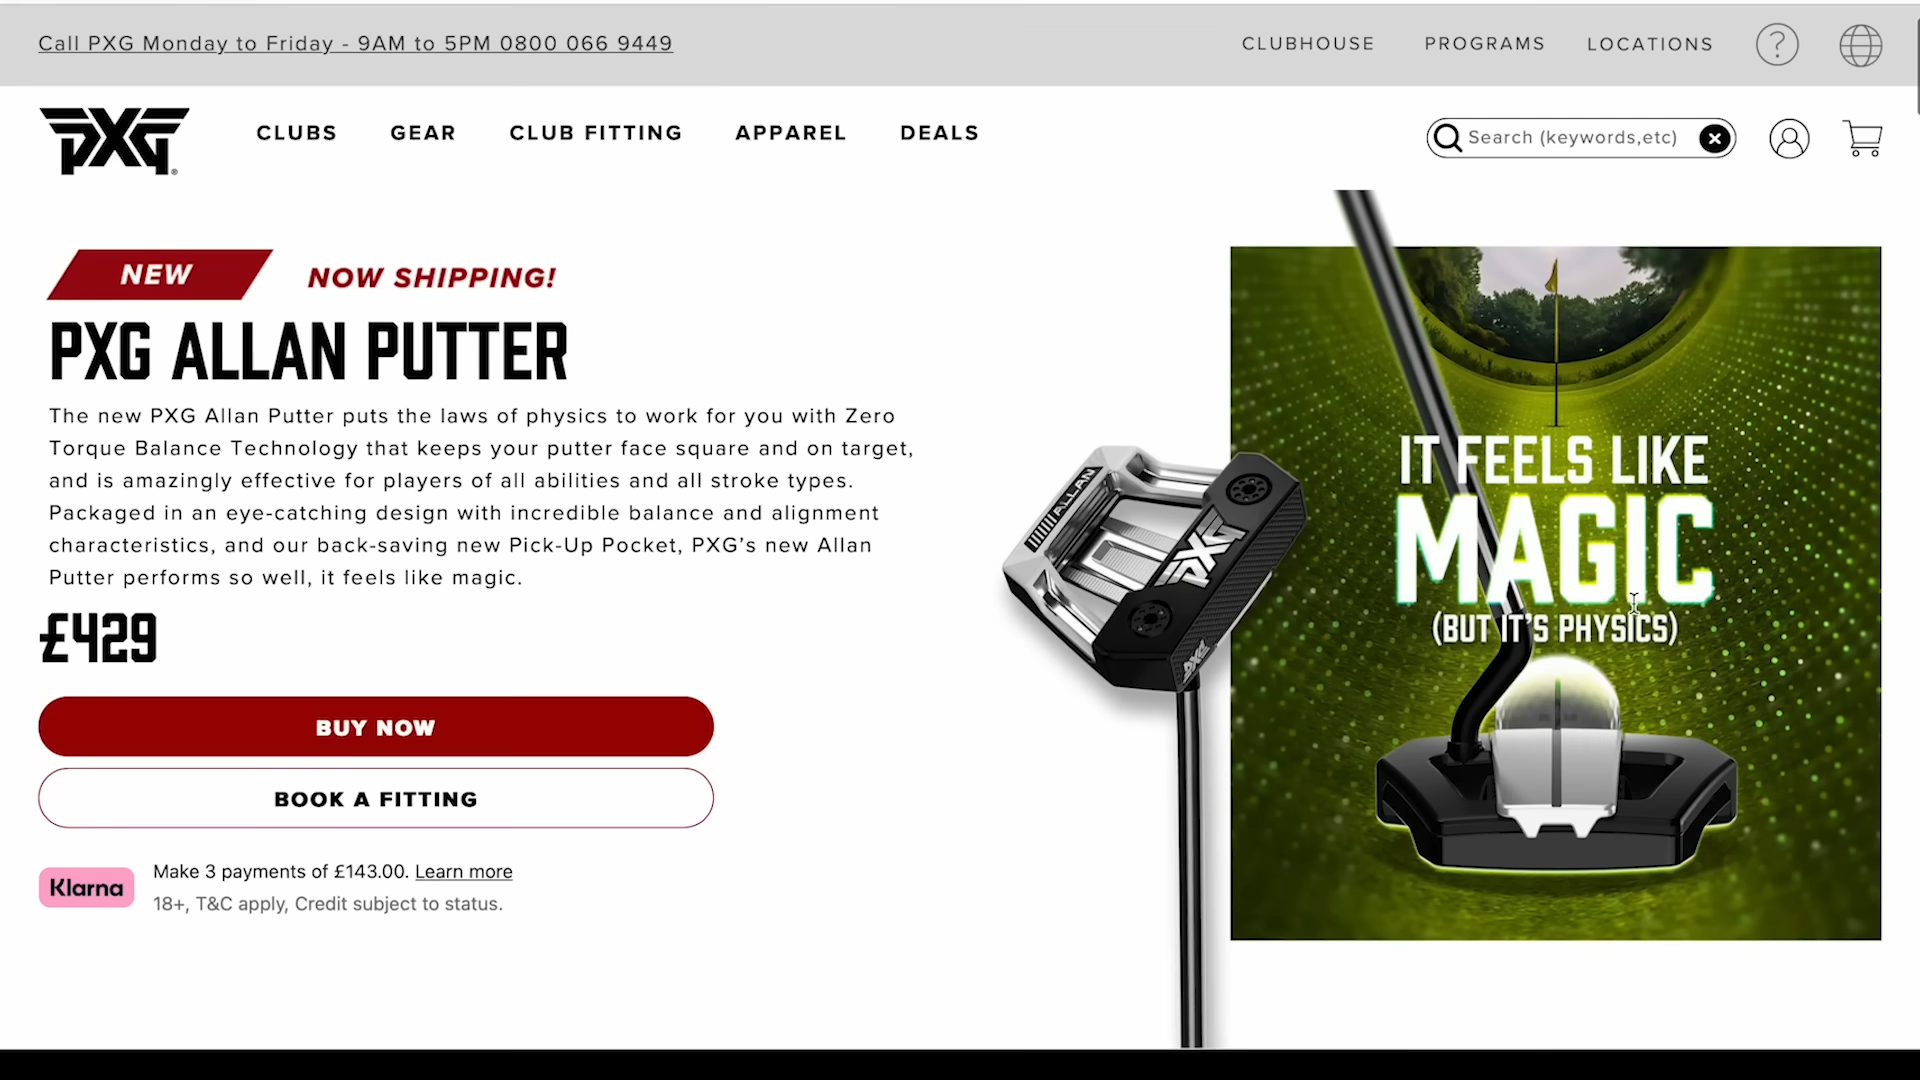 Call PXG Monday to Friday - 9AM to 5PM 0800 066 9449
CLUBHOUSE
PROGRAMS
LOCATIONS
?
PXG
CLUBS
GEAR
CLUB FITTING
APPAREL
DEALS
Search (keywords,etc)
NEW
NOW SHIPPING!
PXG ALLAN PUTTER
The new PXG Allan Putter puts the laws of physics to work for you with Zero
Torque Balance Technology that keeps your putter face square and on target,
and is amazingly effective for players of all abilities and all stroke types.
Packaged in an eye-catching design with incredible balance and alignment
characteristics, and our back-saving new Pick-Up Pocket, PXG’s new Allan
Putter performs so well, it feels like magic.
£429
BUY NOW
BOOK A FITTING
Klarna
Make 3 payments of £143.00. Learn more
18+, T&C apply, Credit subject to status.
ALLAN
PXG
PXG
IT FEELS LIKE
MAGIC
(BUT IT'S PHYSICS)